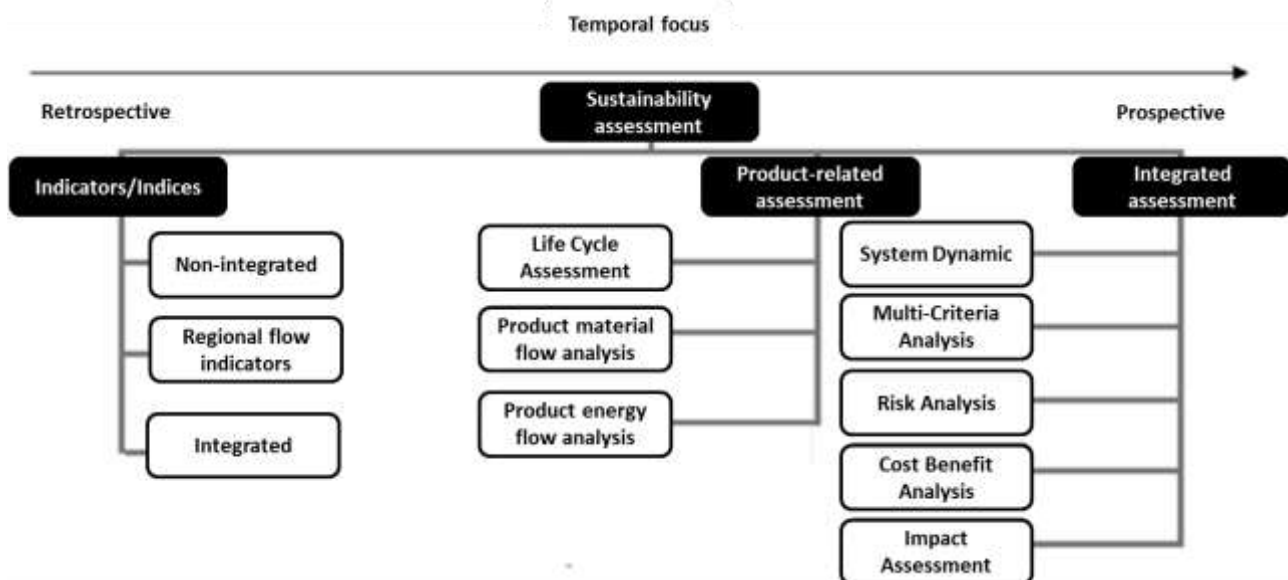 Temporal focus
Retrospective
Sustainability
assessment
Prospective
Indicators/Indices
Product-related
assessment
Integrated
assessment
Non-integrated
Regional flow
indicators
Integrated
Life Cycle
Assessment
Product material
flow analysis
Product energy
flow analysis
System Dynamic
Multi-Criteria
Analysis
Risk Analysis
Cost Benefit
Analysis
Impact
Assessment